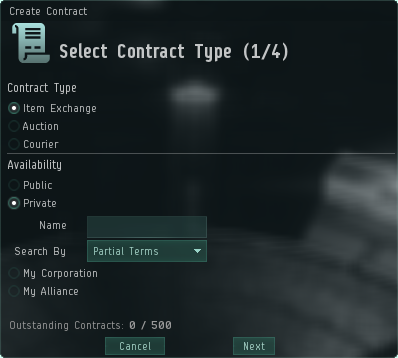 Create Contract
Select Contract Type (1/4)
Contract Type
Item Exchange
Auction
Courier
Availability
Public
Private
Name
Search By Partial Terms
My Corporation
My Alliance
Outstanding Contracts: 0 / 500
Cancel Next